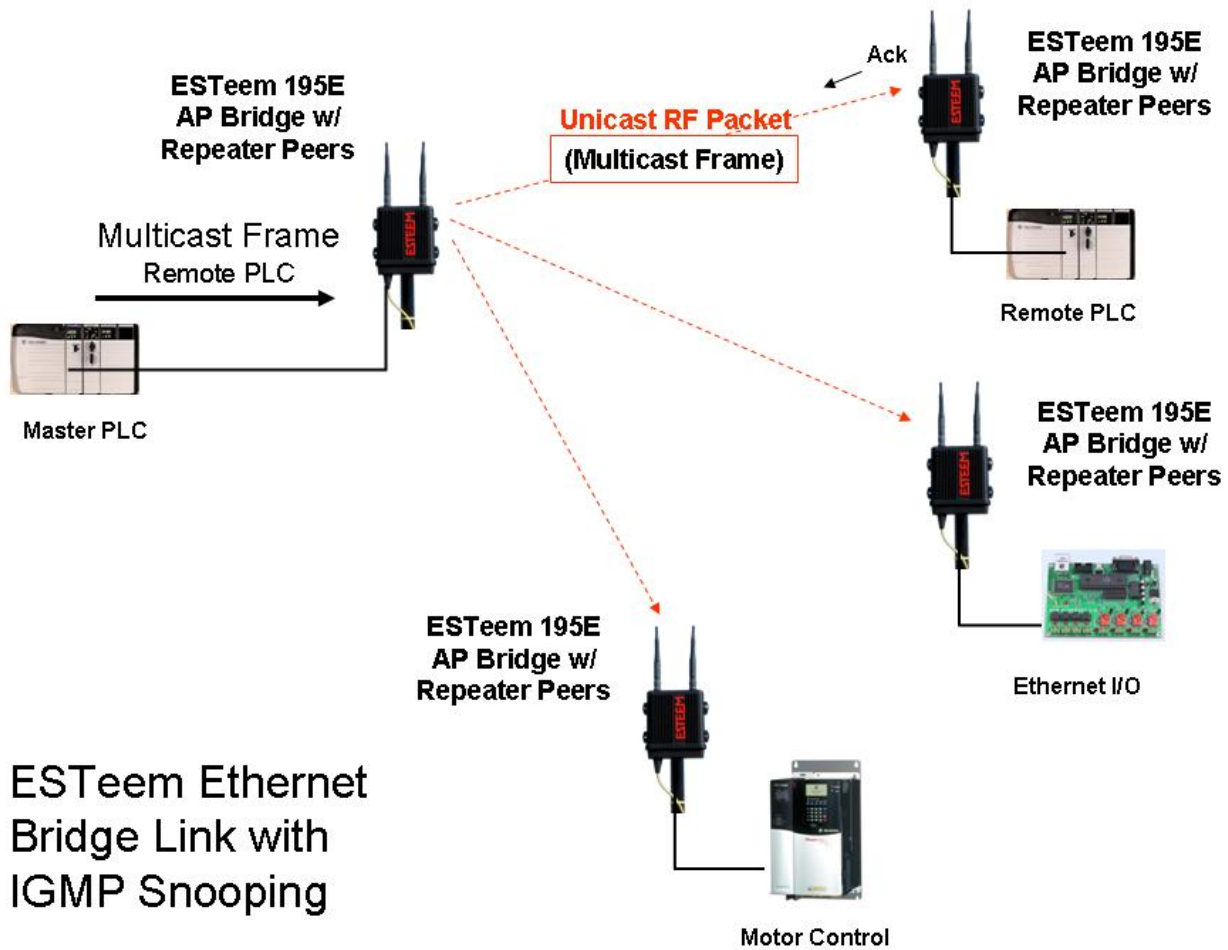 ESTeem 195E
AP Bridge w/
Repeater Peers
Multicast Frame
Remote PLC
Master PLC
ESTEEM
Unicast RF Packet
(Multicast Frame)
Ack
ESTeem 195E
AP Bridge w/
Repeater Peers
ESTEEM
Remote PLC
ESTeem 195E
AP Bridge w/
Repeater Peers
ESTEEM
Ethernet I/O
ESTeem 195E
AP Bridge w/
Repeater Peers
ESTEEM
Motor Control
ESTeem Ethernet
Bridge Link with
IGMP Snooping